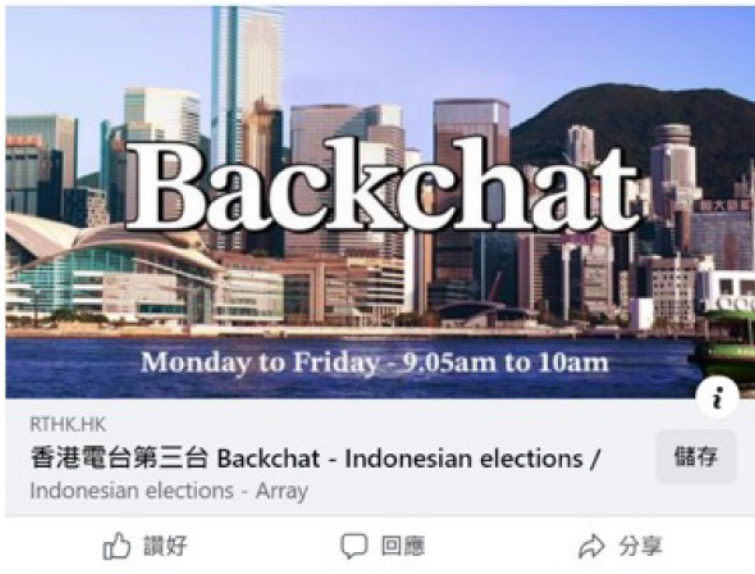 Backchat
Monday to Friday - 9.05am to 10am
RTHK.HK
香港電台第三台 Backchat - Indonesian elections /
儲存
Indonesian elections - Array
讚好
回應
分享